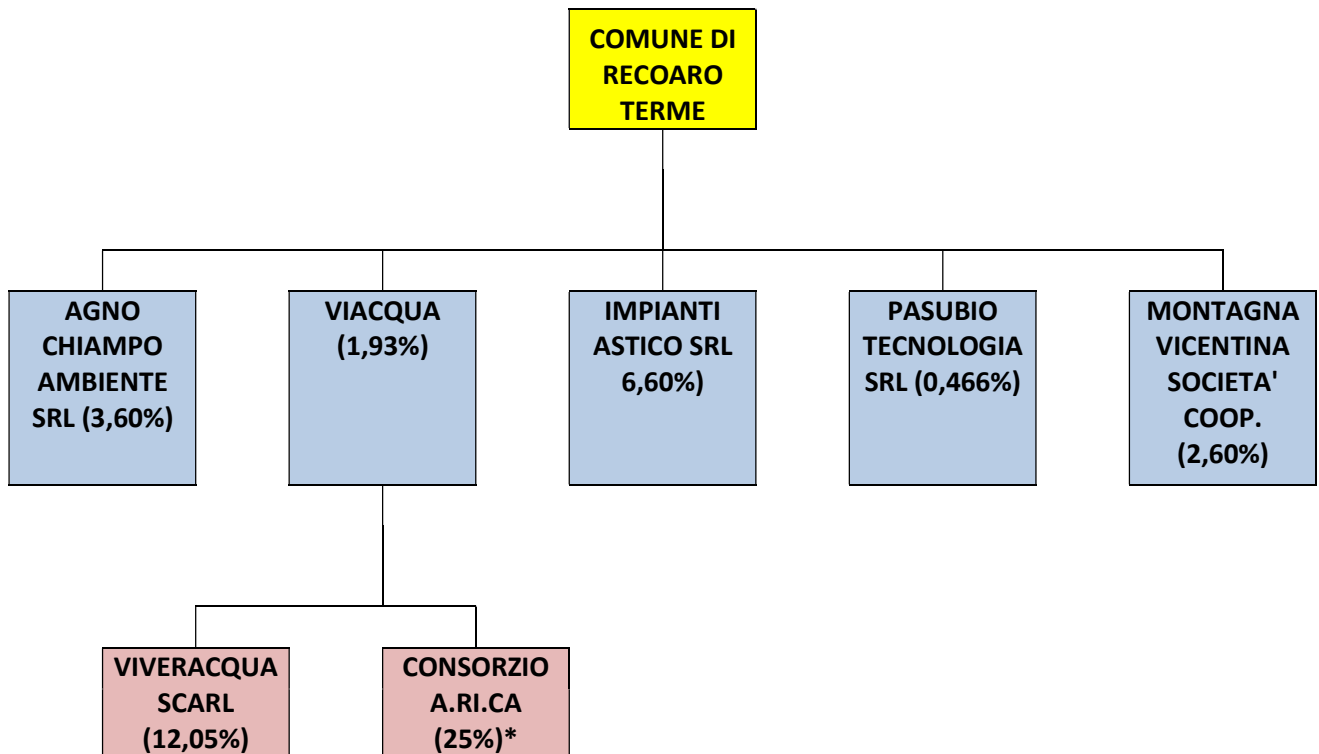 COMUNE DI
RECOARO
TERME
AGNO
CHIAMPO
AMBIENTE
SRL (3,60%)
VIACQUA
(1,93%)
IMPIANTI
ASTICO SRL
6,60%)
PASUBIO
TECNOLOGIA
SRL (0,466%)
MONTAGNA
VICENTINA
SOCIETA'
COOP.
(2,60%)
VIVERACQUA
SCARL
(12,05%)
CONSORZIO
A.RI.CA
(25%)*